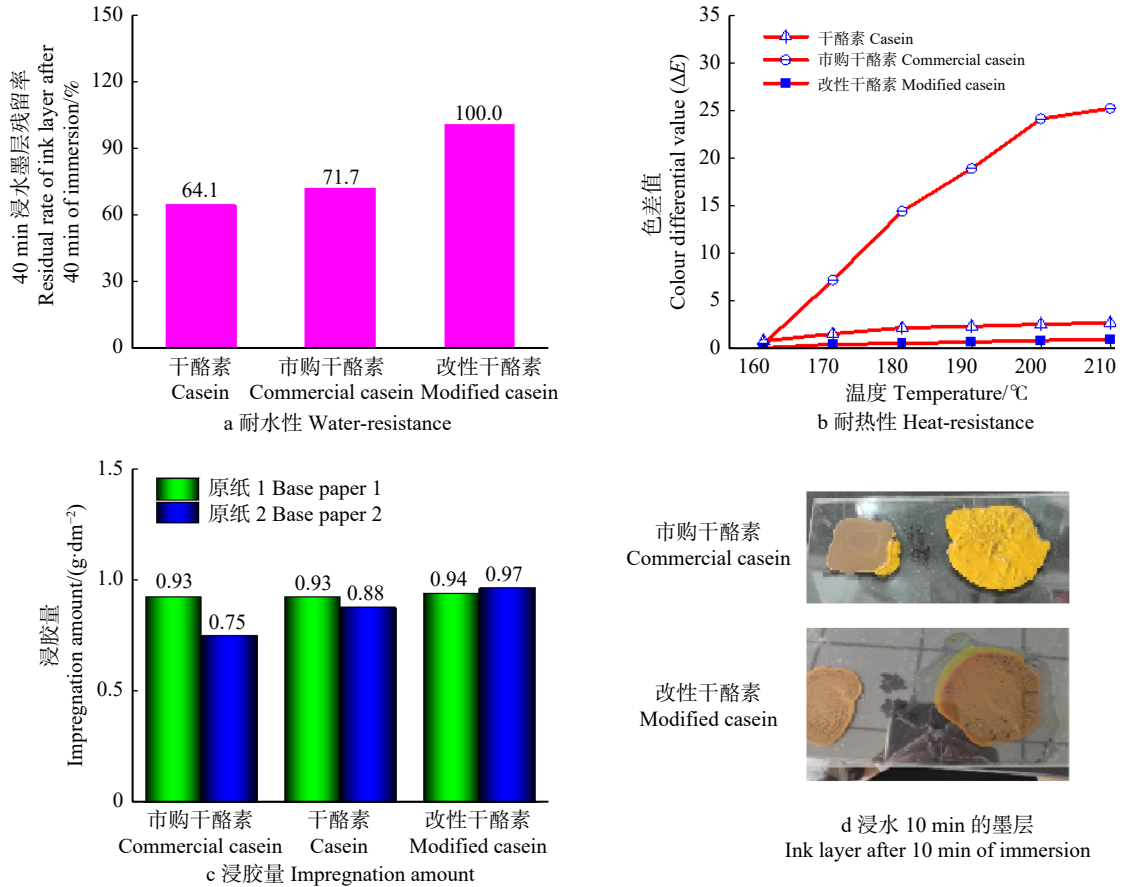 40 min 浸水墨层残留率
Residual rate of ink layer after
40 min of immersion/%
150
120
90
60
30
0
64.1
71.7
100.0
干酪素
Casein
市购干酪素
Commercial casein
改性干酪素
Modified casein
a 耐水性 Water-resistance
色差值
Colour differential value (ΔE)
35
30
25
20
15
10
5
0
干酪素 Casein
市购干酪素 Commercial casein
改性干酪素 Modified casein
160 170 180 190 200 210
温度 Temperature/℃
b 耐热性 Heat-resistance
浸胶量
Impregnation amount/(g·dm⁻²)
1.5
1.0
0.5
0
原纸 1 Base paper 1
原纸 2 Base paper 2
0.93
0.75
0.93
0.88
0.94
0.97
市购干酪素
Commercial casein
干酪素
Casein
改性干酪素
Modified casein
c 浸胶量 Impregnation amount
市购干酪素
Commercial casein
改性干酪素
Modified casein
d 浸水 10 min 的墨层
Ink layer after 10 min of immersion